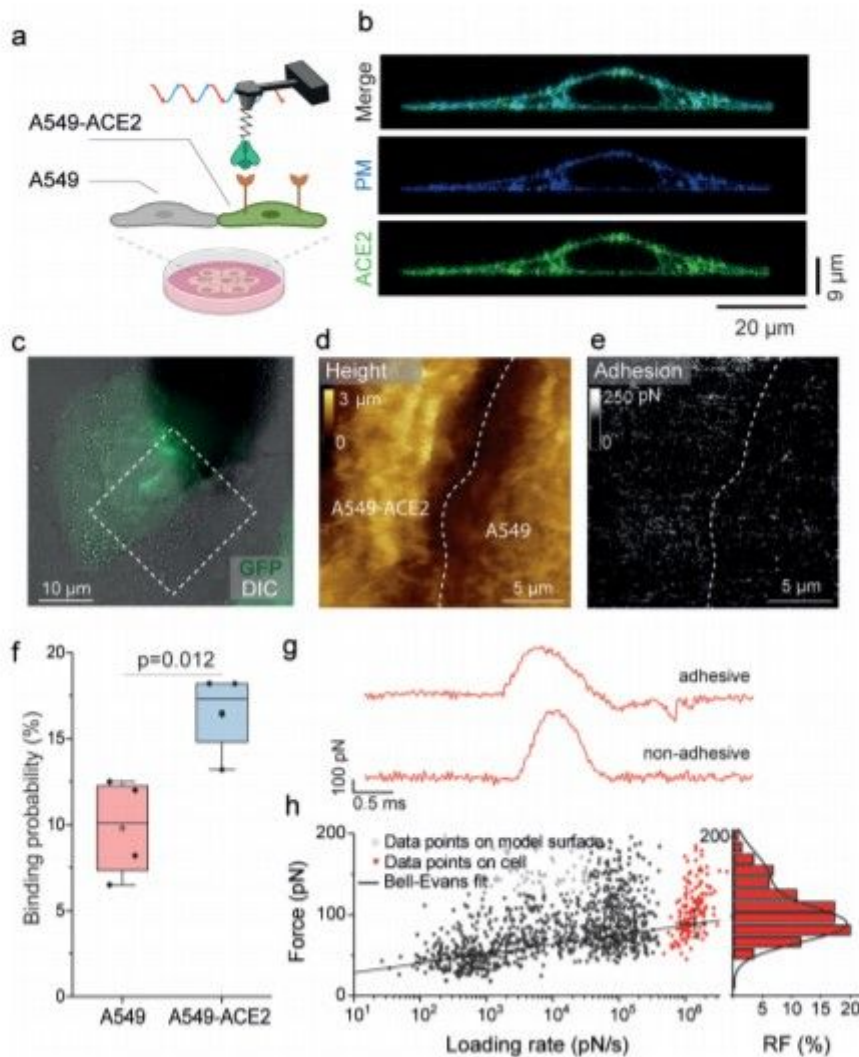 a
A549-ACE2
A549
b
Merge
PM
ACE2
9 µm
20 µm
c
GFP
DIC
10 µm
d
Height
3 µm
0
A549-ACE2
A549
5 µm
e
Adhesion
250 pN
0
5 µm
f
p=0.012
Binding probability (%)
20
15
10
5
0
A549
A549-ACE2
g
adhesive
non-adhesive
100 pN
0.5 ms
h
Data points on model surface
Data points on cell
Bell-Evans fit
Force (pN)
200
100
0
10¹
10²
10³
10⁴
10⁵
10⁶
Loading rate (pN/s)
200
5
10
15
20
RF (%)